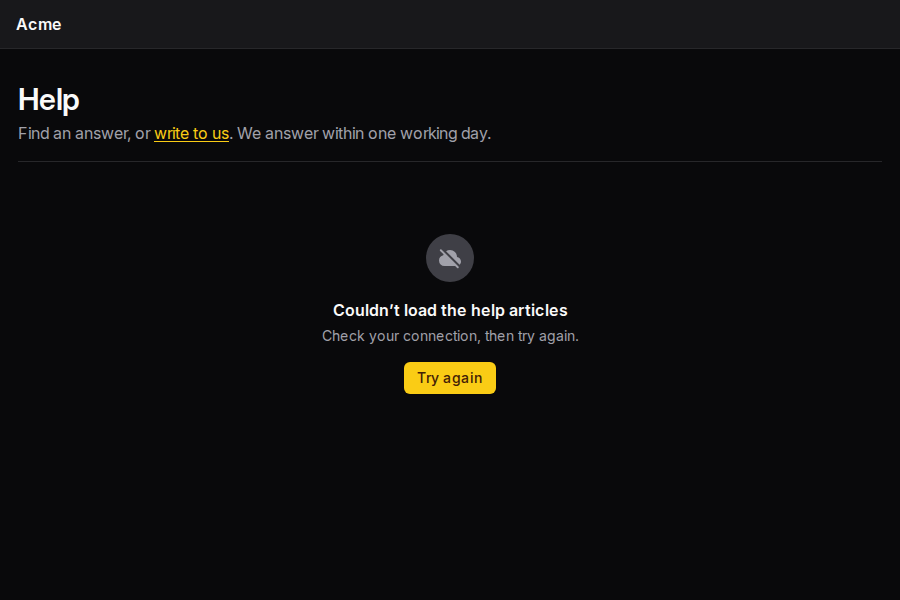 Acme
Help
Find an answer, or write to us. We answer within one working day.
Couldn’t load the help articles
Check your connection, then try again.
Try again